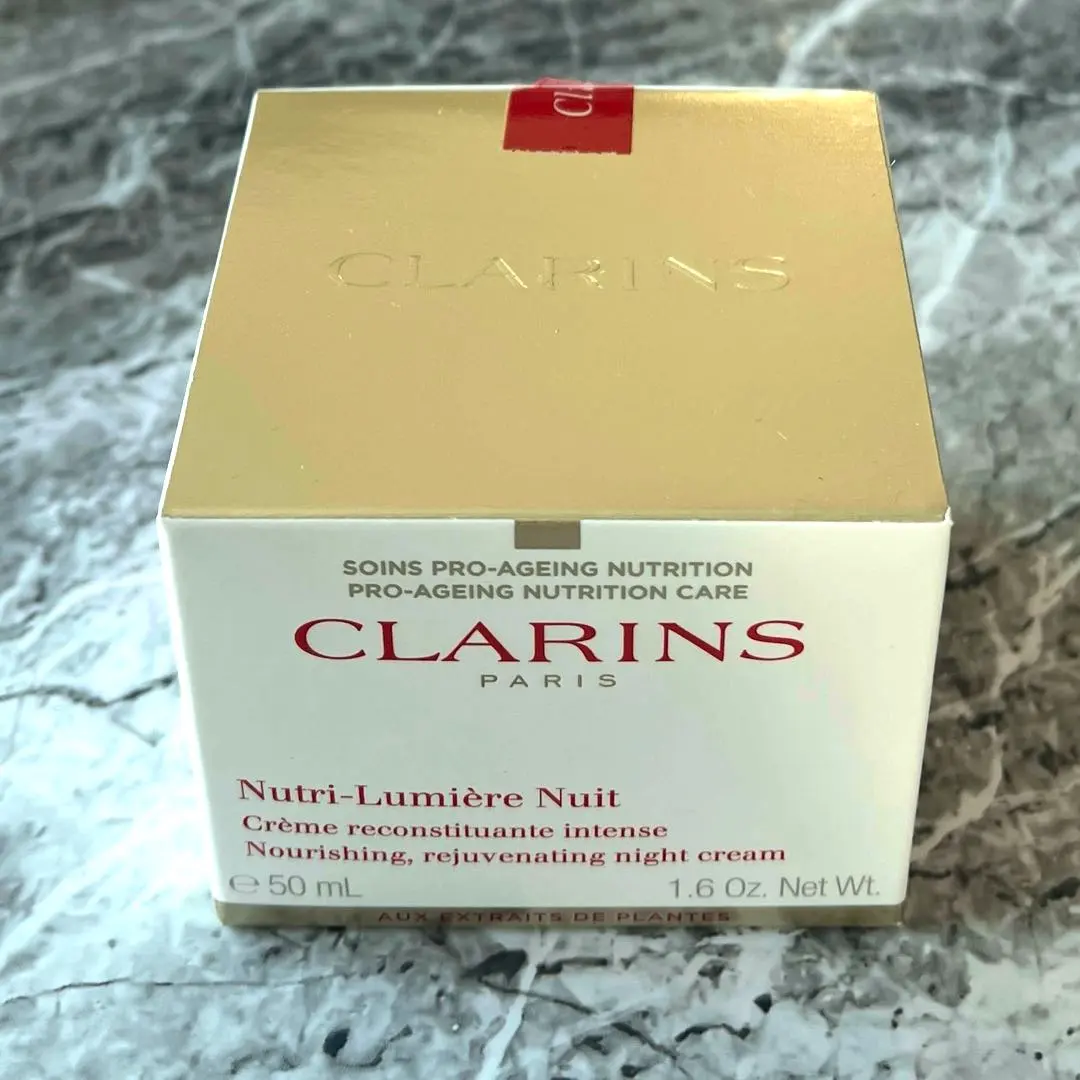 CLARINS
SOINS PRO-AGEING NUTRITION
PRO-AGEING NUTRITION CARE
CLARINS
PARIS
Nutri-Lumière Nuit
Crème reconstituante intense
Nourishing, rejuvenating night cream
℮ 50 mL 1.6 Oz. Net Wt.
AUX EXTRAITS DE PLANTES